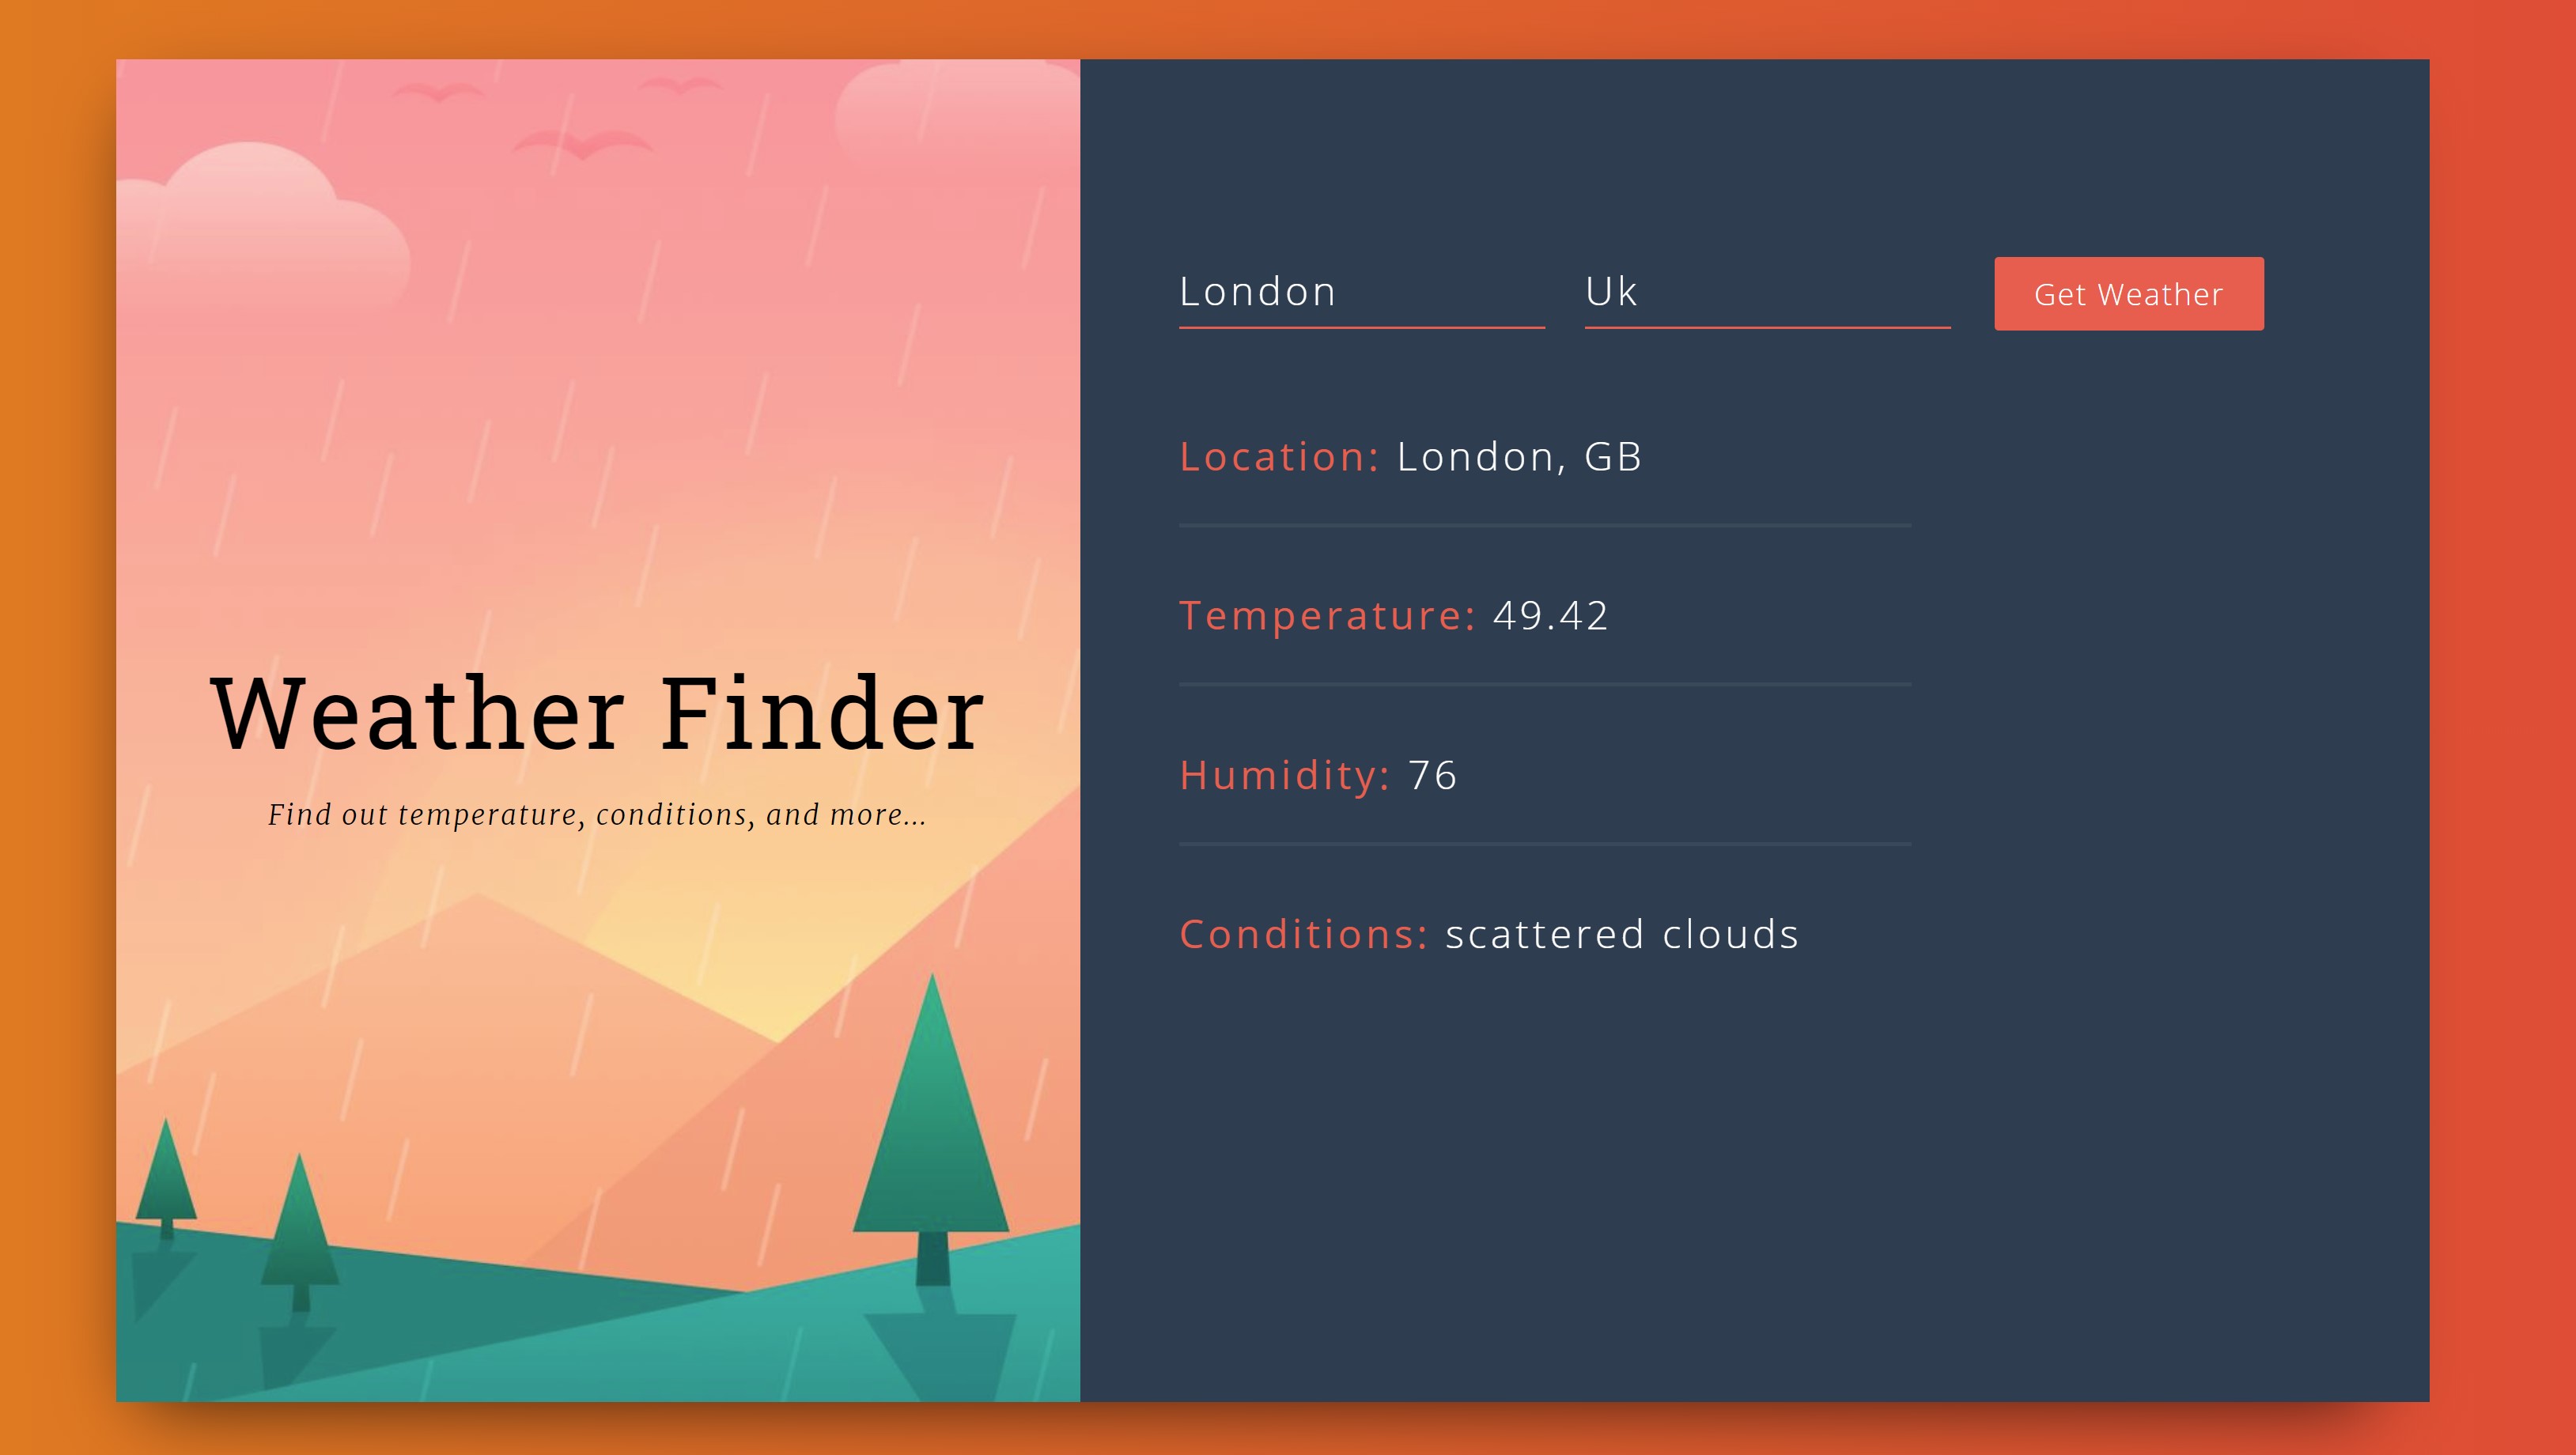 Weather Finder
Find out temperature, conditions, and more...
London
Uk
Get Weather
Location: London, GB
Temperature: 49.42
Humidity: 76
Conditions: scattered clouds